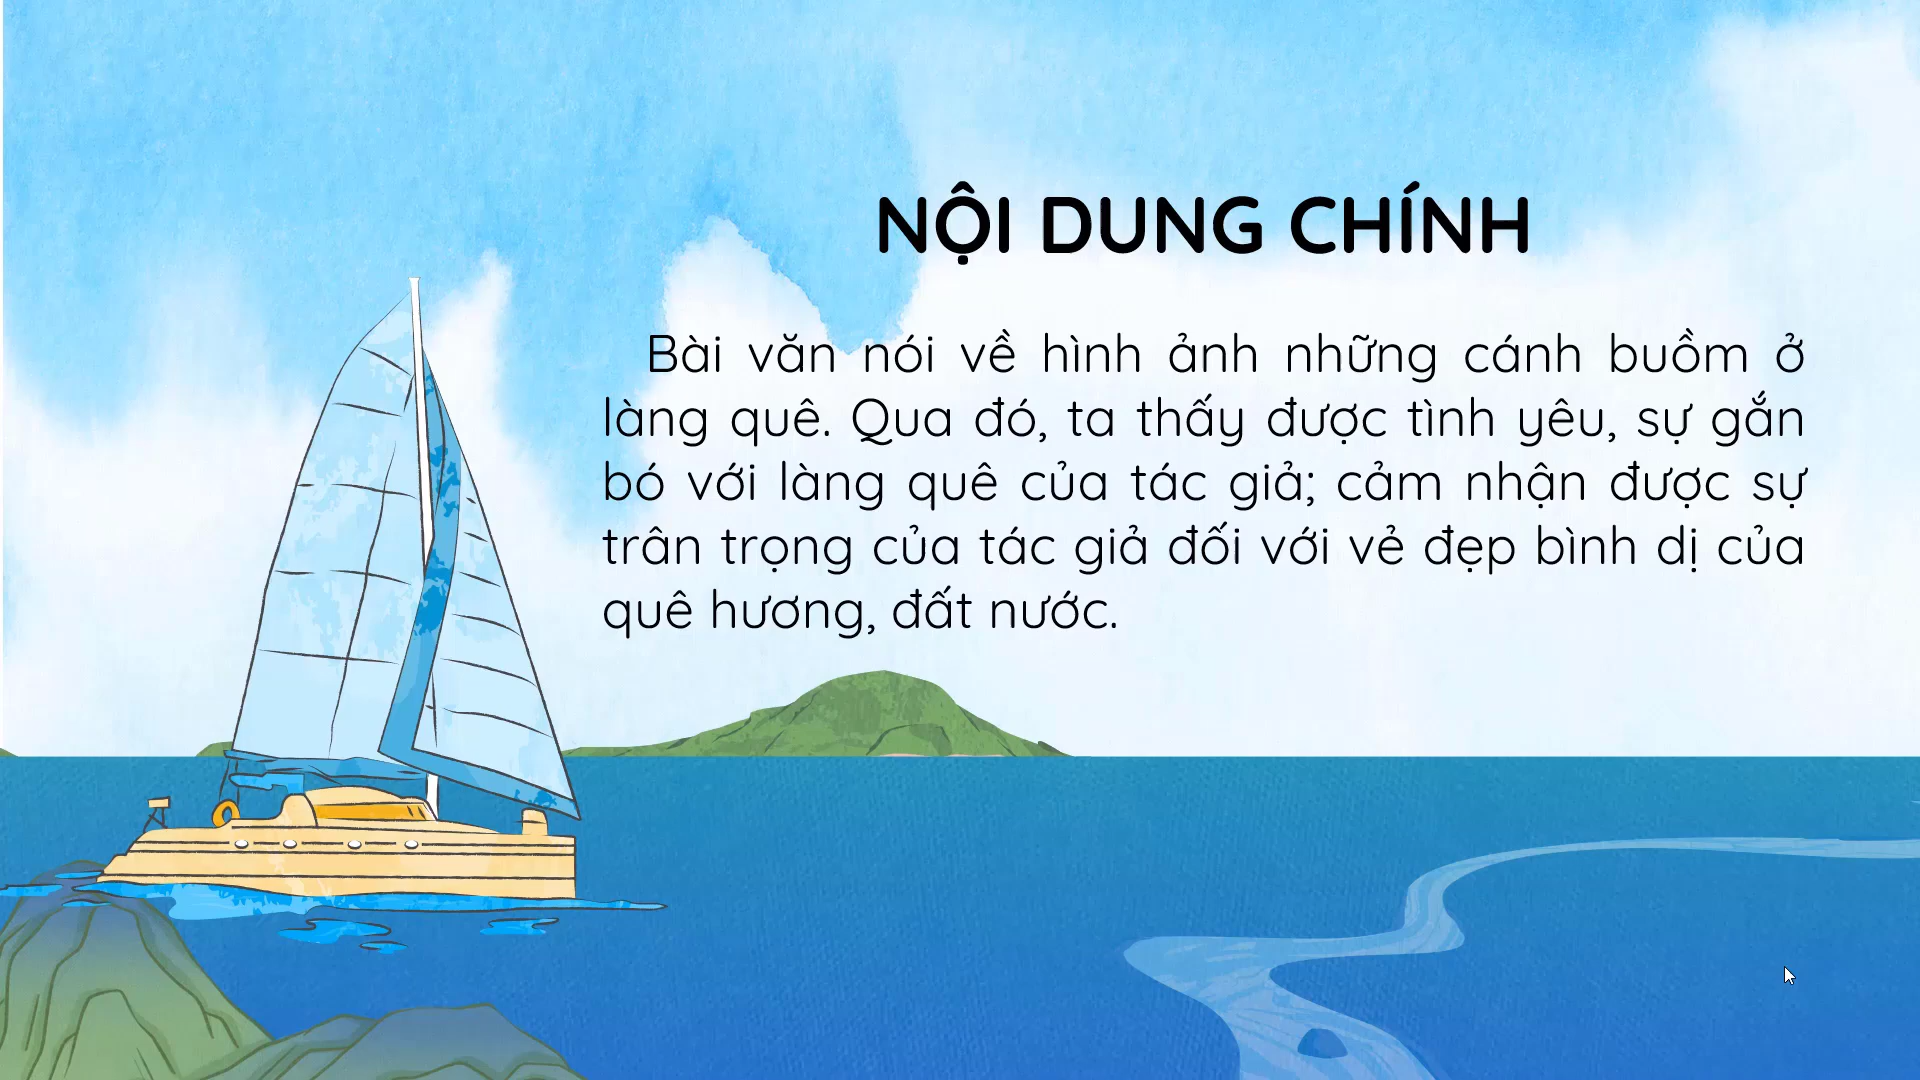 NỘI DUNG CHÍNH
Bài văn nói về hình ảnh những cánh buồm ở
làng quê. Qua đó, ta thấy được tình yêu, sự gắn
bó với làng quê của tác giả; cảm nhận được sự
trân trọng của tác giả đối với vẻ đẹp bình dị của
quê hương, đất nước.